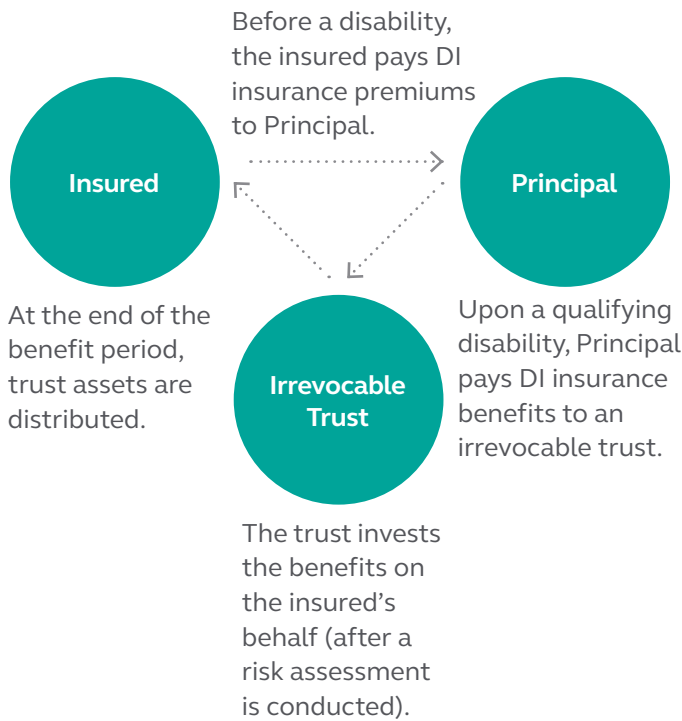 Before a disability,
the insured pays DI
insurance premiums
to Principal.
Insured
Principal
At the end of the
benefit period,
trust assets are
distributed.
Irrevocable
Trust
Upon a qualifying
disability, Principal
pays DI insurance
benefits to an
irrevocable trust.
The trust invests
the benefits on
the insured’s
behalf (after a
risk assessment
is conducted).